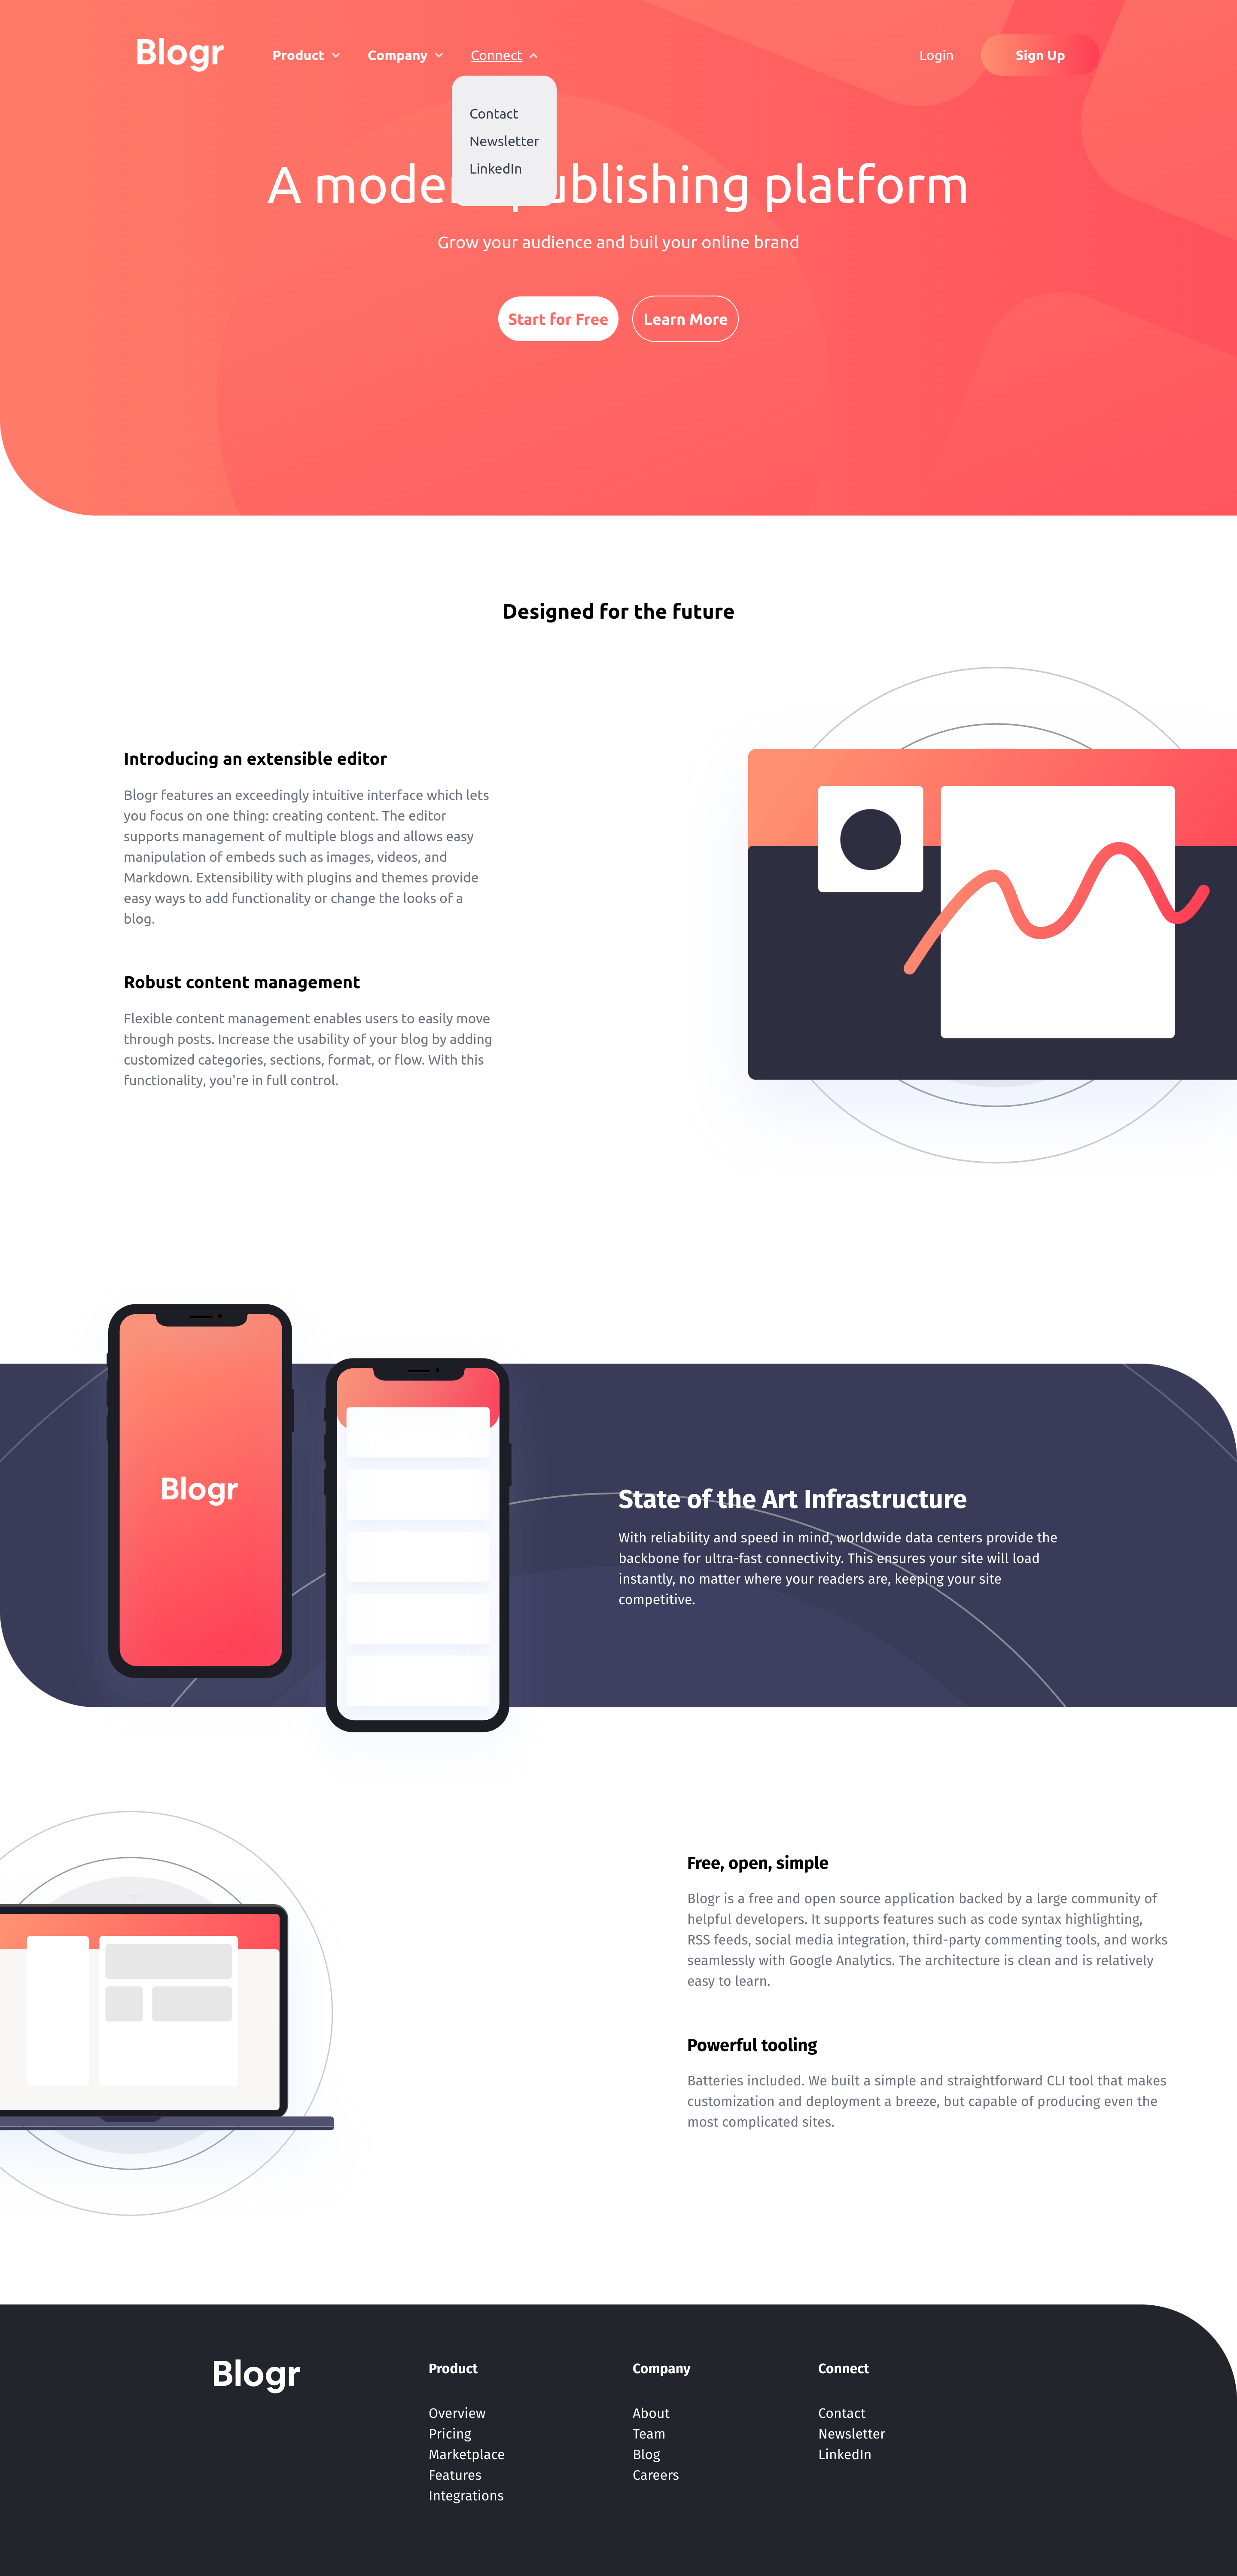 Blogr
Product
Company
Connect
Login
Sign Up
Contact
Newsletter
LinkedIn
A moder ublishing platform
Grow your audience and buil your online brand
Start for Free
Learn More
Designed for the future
Introducing an extensible editor
Blogr features an exceedingly intuitive interface which lets
you focus on one thing: creating content. The editor
supports management of multiple blogs and allows easy
manipulation of embeds such as images, videos, and
Markdown. Extensibility with plugins and themes provide
easy ways to add functionality or change the looks of a
blog.
Robust content management
Flexible content management enables users to easily move
through posts. Increase the usability of your blog by adding
customized categories, sections, format, or flow. With this
functionality, you're in full control.
Blogr
State of the Art Infrastructure
With reliability and speed in mind, worldwide data centers provide the
backbone for ultra-fast connectivity. This ensures your site will load
instantly, no matter where your readers are, keeping your site
competitive.
Free, open, simple
Blogr is a free and open source application backed by a large community of
helpful developers. It supports features such as code syntax highlighting,
RSS feeds, social media integration, third-party commenting tools, and works
seamlessly with Google Analytics. The architecture is clean and is relatively
easy to learn.
Powerful tooling
Batteries included. We built a simple and straightforward CLI tool that makes
customization and deployment a breeze, but capable of producing even the
most complicated sites.
Blogr
Product
Overview
Pricing
Marketplace
Features
Integrations
Company
About
Team
Blog
Careers
Connect
Contact
Newsletter
LinkedIn